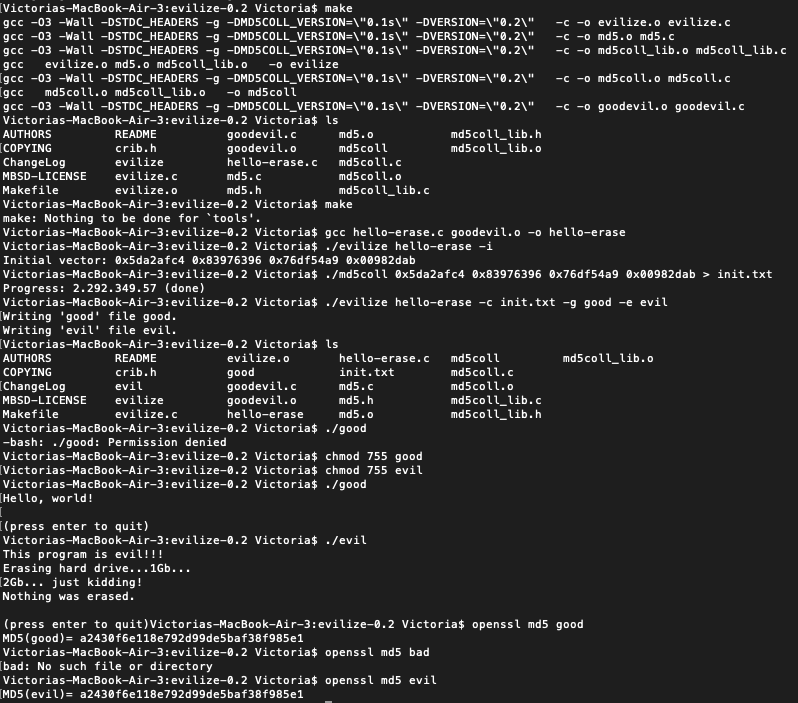 [Victorias-MacBook-Air-3:evilize-0.2 Victoria$ make
gcc -O3 -Wall -DSTDC_HEADERS -g -DMD5COLL_VERSION=\"0.1s\" -DVERSION=\"0.2\"   -c -o evilize.o evilize.c
gcc -O3 -Wall -DSTDC_HEADERS -g -DMD5COLL_VERSION=\"0.1s\" -DVERSION=\"0.2\"   -c -o md5.o md5.c
gcc -O3 -Wall -DSTDC_HEADERS -g -DMD5COLL_VERSION=\"0.1s\" -DVERSION=\"0.2\"   -c -o md5coll_lib.o md5coll_lib.c
gcc   evilize.o md5.o md5coll_lib.o   -o evilize
[gcc -O3 -Wall -DSTDC_HEADERS -g -DMD5COLL_VERSION=\"0.1s\" -DVERSION=\"0.2\"   -c -o md5coll.o md5coll.c
[gcc   md5coll.o md5coll_lib.o   -o md5coll
gcc -O3 -Wall -DSTDC_HEADERS -g -DMD5COLL_VERSION=\"0.1s\" -DVERSION=\"0.2\"   -c -o goodevil.o goodevil.c
Victorias-MacBook-Air-3:evilize-0.2 Victoria$ ls
AUTHORS         README          goodevil.c      md5.o           md5coll_lib.h
[COPYING         crib.h          goodevil.o      md5coll         md5coll_lib.o
ChangeLog       evilize         hello-erase.c   md5coll.c
MBSD-LICENSE    evilize.c       md5.c           md5coll.o
Makefile        evilize.o       md5.h           md5coll_lib.c
Victorias-MacBook-Air-3:evilize-0.2 Victoria$ make
make: Nothing to be done for `tools'.
Victorias-MacBook-Air-3:evilize-0.2 Victoria$ gcc hello-erase.c goodevil.o -o hello-erase
Victorias-MacBook-Air-3:evilize-0.2 Victoria$ ./evilize hello-erase -i
Initial vector: 0x5da2afc4 0x83976396 0x76df54a9 0x00982dab
Victorias-MacBook-Air-3:evilize-0.2 Victoria$ ./md5coll 0x5da2afc4 0x83976396 0x76df54a9 0x00982dab > init.txt
Progress: 2.292.349.57 (done)
Victorias-MacBook-Air-3:evilize-0.2 Victoria$ ./evilize hello-erase -c init.txt -g good -e evil
[Writing 'good' file good.
Writing 'evil' file evil.
[Victorias-MacBook-Air-3:evilize-0.2 Victoria$ ls
AUTHORS         README          evilize.o       hello-erase.c   md5coll         md5coll_lib.o
COPYING         crib.h          good            init.txt        md5coll.c
[ChangeLog       evil            goodevil.c      md5.c           md5coll.o
MBSD-LICENSE    evilize         goodevil.o      md5.h           md5coll_lib.c
Makefile        evilize.c       hello-erase     md5.o           md5coll_lib.h
Victorias-MacBook-Air-3:evilize-0.2 Victoria$ ./good
-bash: ./good: Permission denied
Victorias-MacBook-Air-3:evilize-0.2 Victoria$ chmod 755 good
[Victorias-MacBook-Air-3:evilize-0.2 Victoria$ chmod 755 evil
Victorias-MacBook-Air-3:evilize-0.2 Victoria$ ./good
[Hello, world!
[
[(press enter to quit)
Victorias-MacBook-Air-3:evilize-0.2 Victoria$ ./evil
This program is evil!!!
Erasing hard drive...1Gb...
[2Gb... just kidding!
Nothing was erased.
(press enter to quit)Victorias-MacBook-Air-3:evilize-0.2 Victoria$ openssl md5 good
MD5(good)= a2430f6e118e792d99de5baf38f985e1
Victorias-MacBook-Air-3:evilize-0.2 Victoria$ openssl md5 bad
[bad: No such file or directory
Victorias-MacBook-Air-3:evilize-0.2 Victoria$ openssl md5 evil
[MD5(evil)= a2430f6e118e792d99de5baf38f985e1